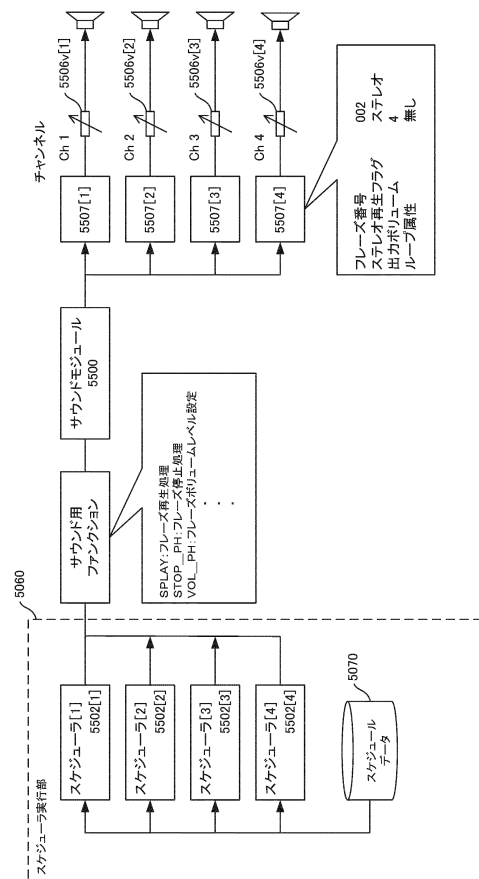 スケジューラ実行部
5060
スケジューラ[1]
5502[1]
スケジューラ[2]
5502[2]
スケジューラ[3]
5502[3]
スケジューラ[4]
5502[4]
5070
スケジュール
データ
サウンド用
ファンクション
SPLAY:フレーズ再生処理
STOP__PH:フレーズ停止処理
VOL__PH:フレーズボリュームレベル設定
・
・
・
サウンドモジュール
5500
チャンネル
5507[1]
Ch 1
5506v[1]
5507[2]
Ch 2
5506v[2]
5507[3]
Ch 3
5506v[3]
5507[4]
Ch 4
5506v[4]
フレーズ番号 002
ステレオ再生フラグ ステレオ
出力ボリューム 4
ループ属性 無し